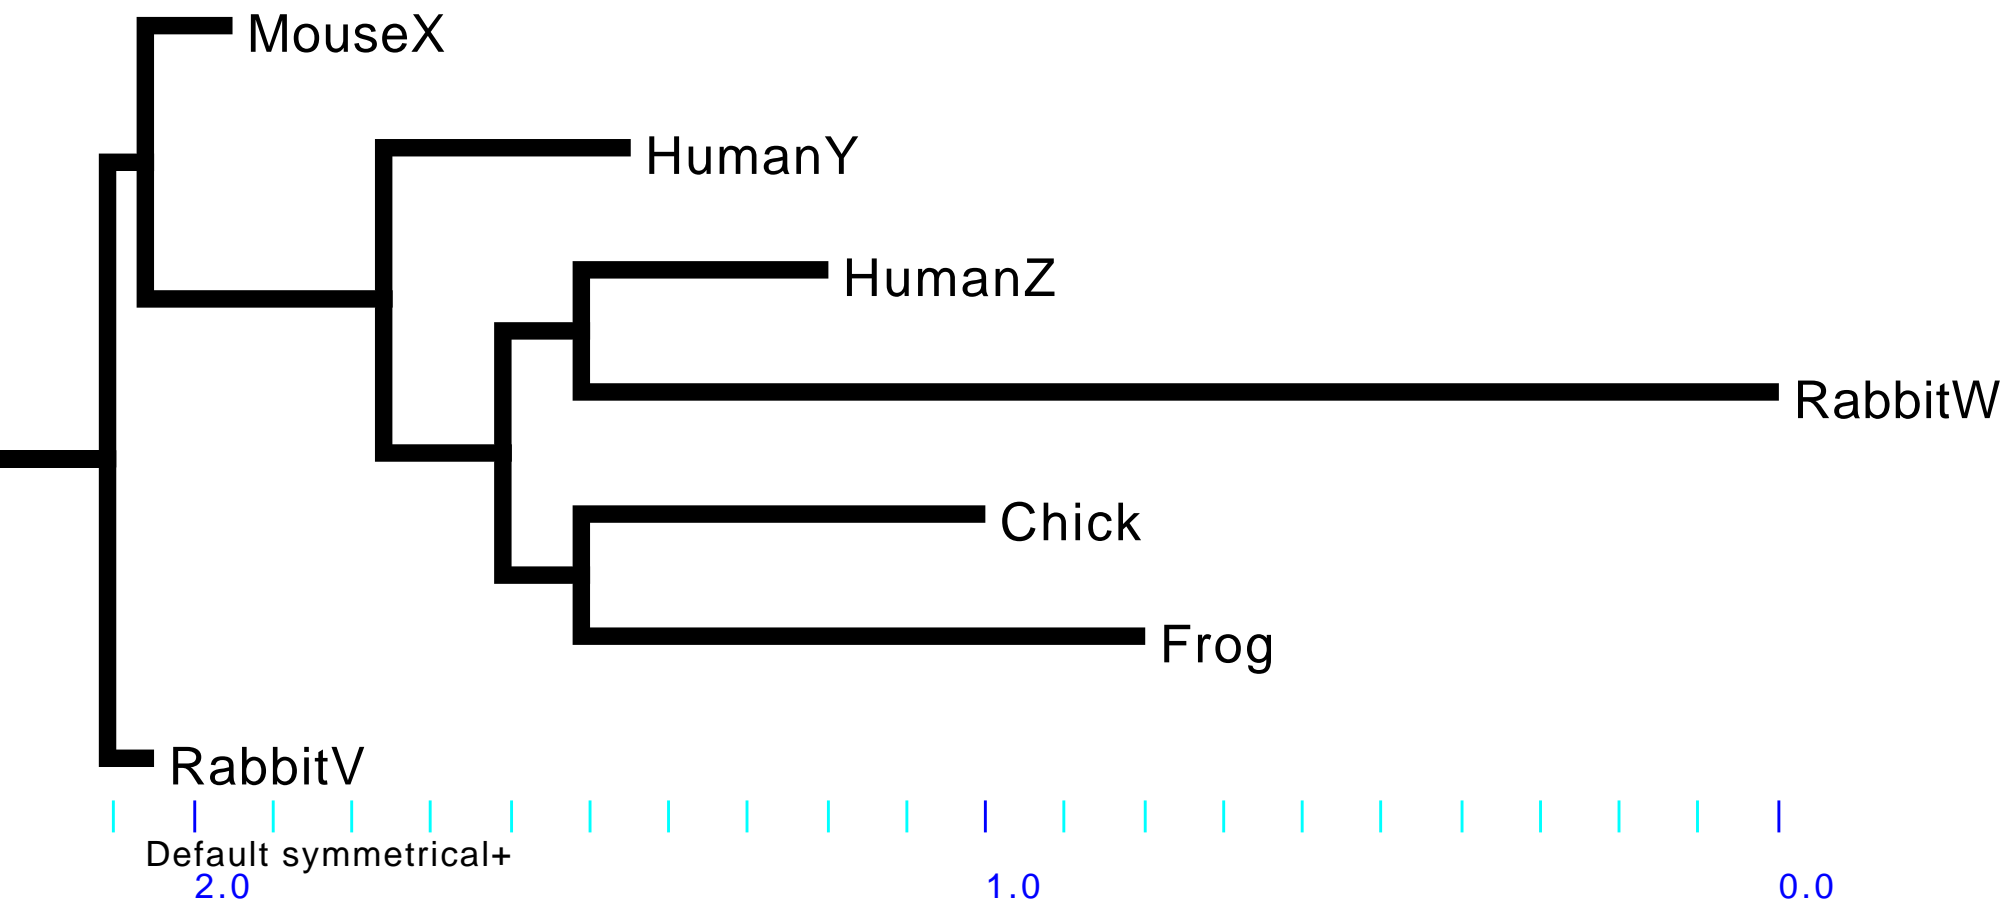 MouseX
HumanY
HumanZ
RabbitW
Chick
Frog
RabbitV
Default symmetrical+
2.0 1.0 0.0